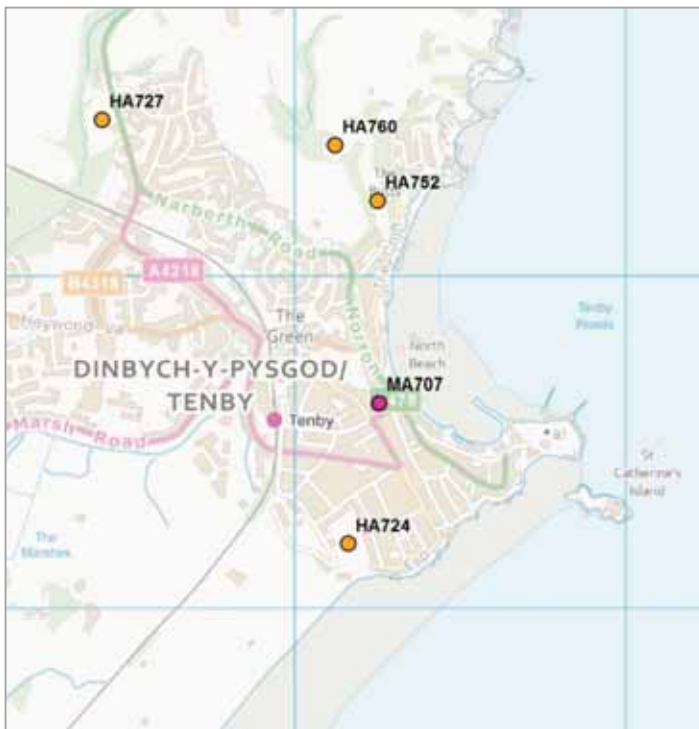 HA727
HA760
HA752
Narberth Road
A4218
B4318
The
Green
Norton
North
Beach
Tenby
Roads
DINBYCH-Y-PYSGOD/
TENBY
MA707
Tenby
Marsh Road
St
Catherine's
Island
HA724
The
Marshes